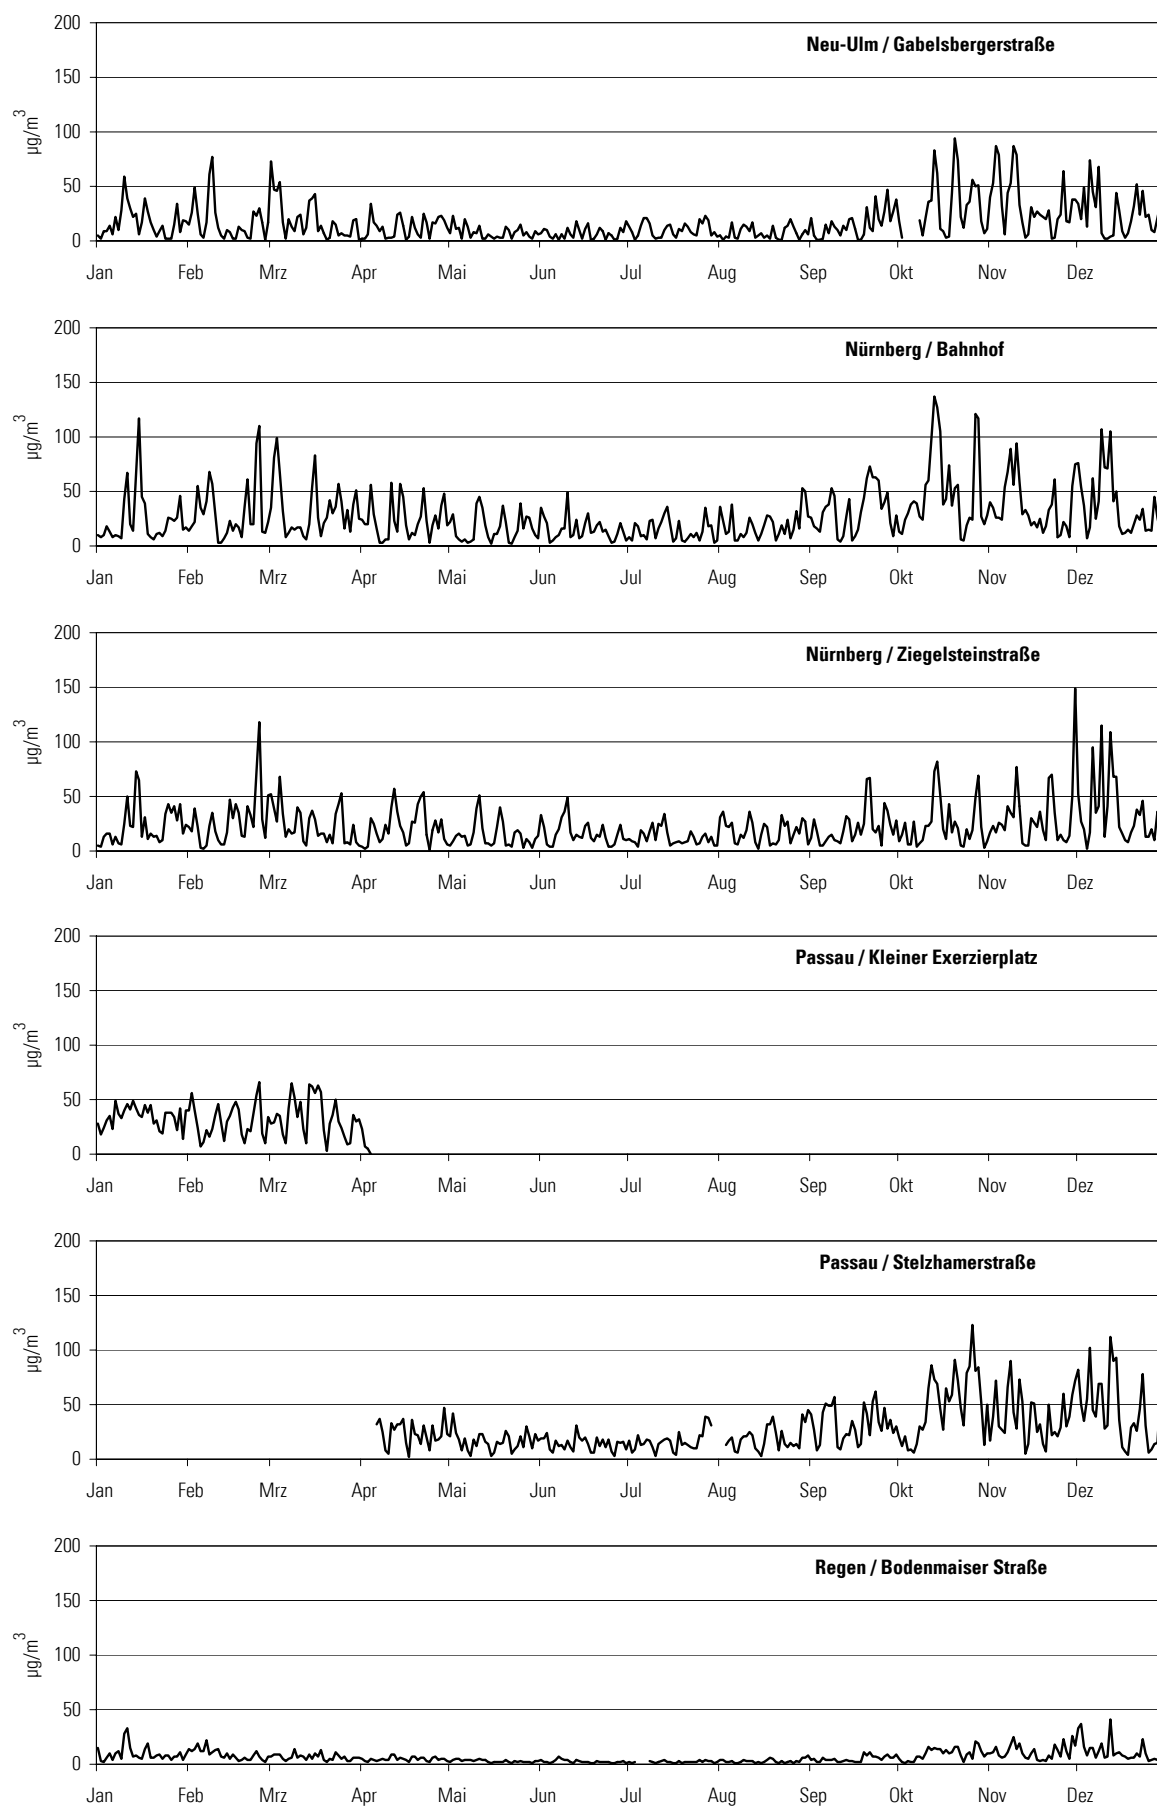 200
Neu-Ulm / Gabelsbergerstraße
150
µg/m³
100
50
0
Jan Feb Mrz Apr Mai Jun Jul Aug Sep Okt Nov Dez
200
Nürnberg / Bahnhof
150
µg/m³
100
50
0
Jan Feb Mrz Apr Mai Jun Jul Aug Sep Okt Nov Dez
200
Nürnberg / Ziegelsteinstraße
150
µg/m³
100
50
0
Jan Feb Mrz Apr Mai Jun Jul Aug Sep Okt Nov Dez
200
Passau / Kleiner Exerzierplatz
150
µg/m³
100
50
0
Jan Feb Mrz Apr Mai Jun Jul Aug Sep Okt Nov Dez
200
Passau / Stelzhamerstraße
150
µg/m³
100
50
0
Jan Feb Mrz Apr Mai Jun Jul Aug Sep Okt Nov Dez
200
Regen / Bodenmaiser Straße
150
µg/m³
100
50
0
Jan Feb Mrz Apr Mai Jun Jul Aug Sep Okt Nov Dez